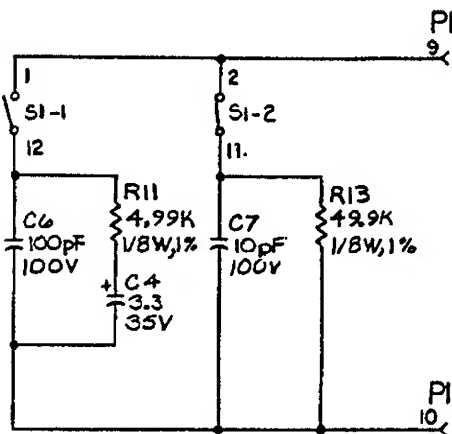 P1
9
1
S1-1
12
2
S1-2
11.
R11
4.99K
1/8W,1%
C6
100pF
100V
+ C4
3.3
35V
C7
10pF
100V
R13
49.9K
1/8W,1%
P1
10